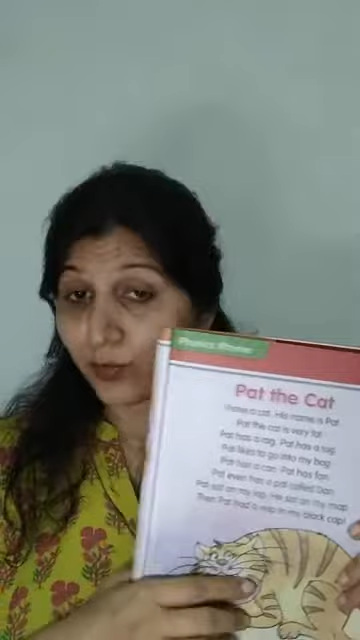 Phonics Rhymes
Pat the Cat
I have a cat. His name is Pat.
Pat the cat is very fat.
Pat has a rag. Pat has a tag.
Pat likes to go into my bag.
Pat has a can. Pat has fan.
Pat even has a pal called Dan.
Pat sat on my lap. He sat on my map.
Then Pat had a nap in my black cap!